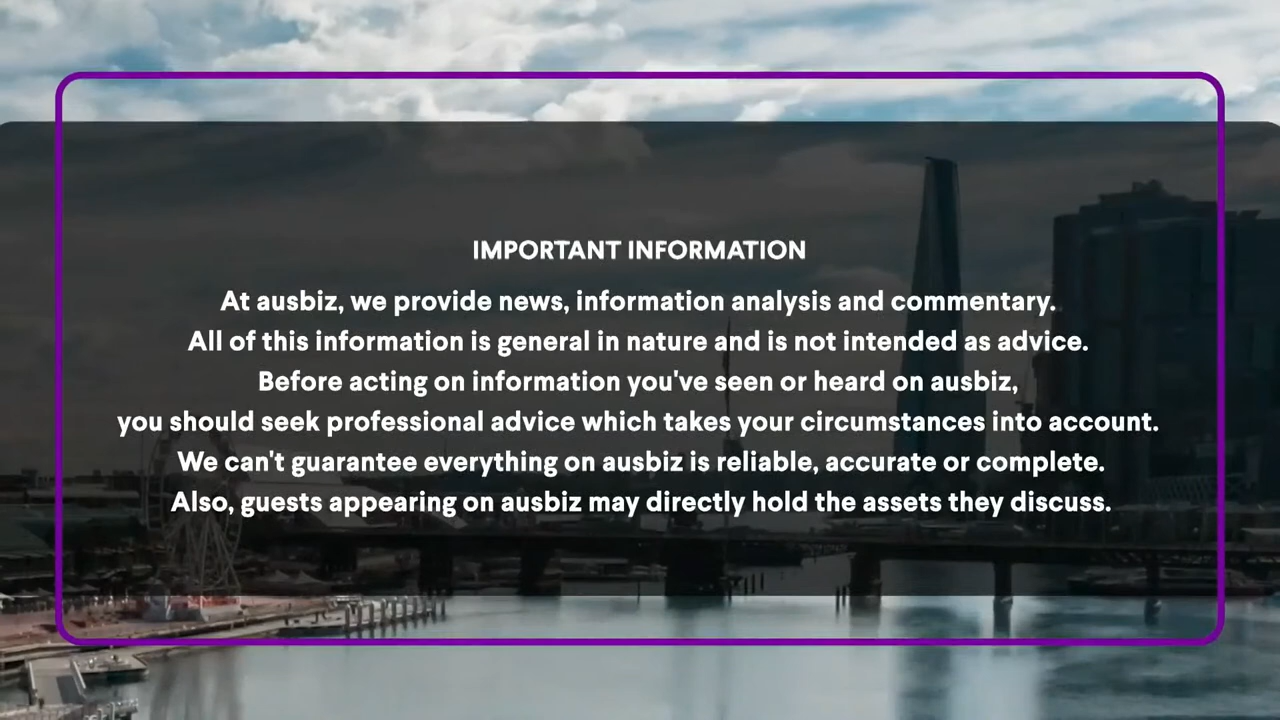 IMPORTANT INFORMATION
At ausbiz, we provide news, information analysis and commentary.
All of this information is general in nature and is not intended as advice.
Before acting on information you've seen or heard on ausbiz,
you should seek professional advice which takes your circumstances into account.
We can't guarantee everything on ausbiz is reliable, accurate or complete.
Also, guests appearing on ausbiz may directly hold the assets they discuss.